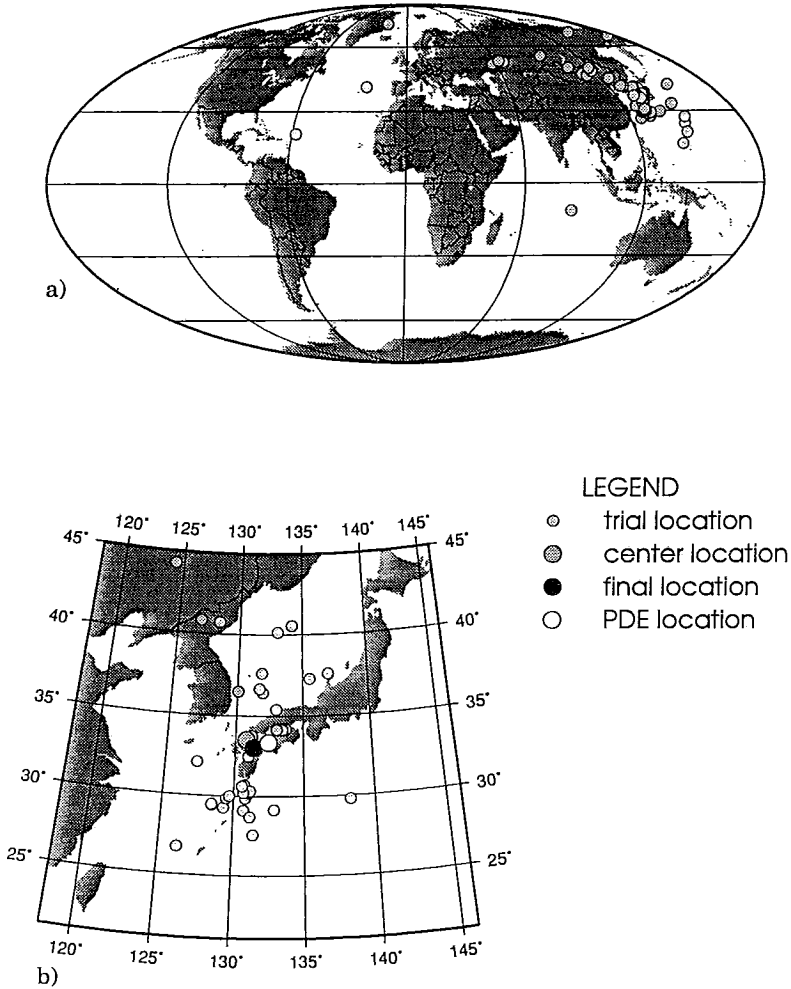 a)
LEGEND
trial location
center location
final location
PDE location
120° 125° 130° 135° 140° 145°
45° 45°
40° 40°
35° 35°
30° 30°
25° 25°
120° 125° 130° 135° 140° 145°
b)